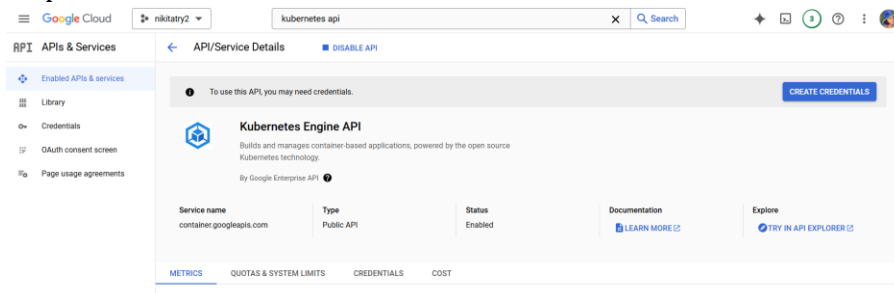 Google Cloud
nikitatry2
kubernetes api
Search
3
API APIs & Services
API/Service Details
DISABLE API
Enabled APIs & services
Library
Credentials
OAuth consent screen
Page usage agreements
To use this API, you may need credentials.
CREATE CREDENTIALS
Kubernetes Engine API
Builds and manages container-based applications, powered by the open source
Kubernetes technology.
By Google Enterprise API
Service name
container.googleapis.com
Type
Public API
Status
Enabled
Documentation
LEARN MORE
Explore
TRY IN API EXPLORER
METRICS
QUOTAS & SYSTEM LIMITS
CREDENTIALS
COST